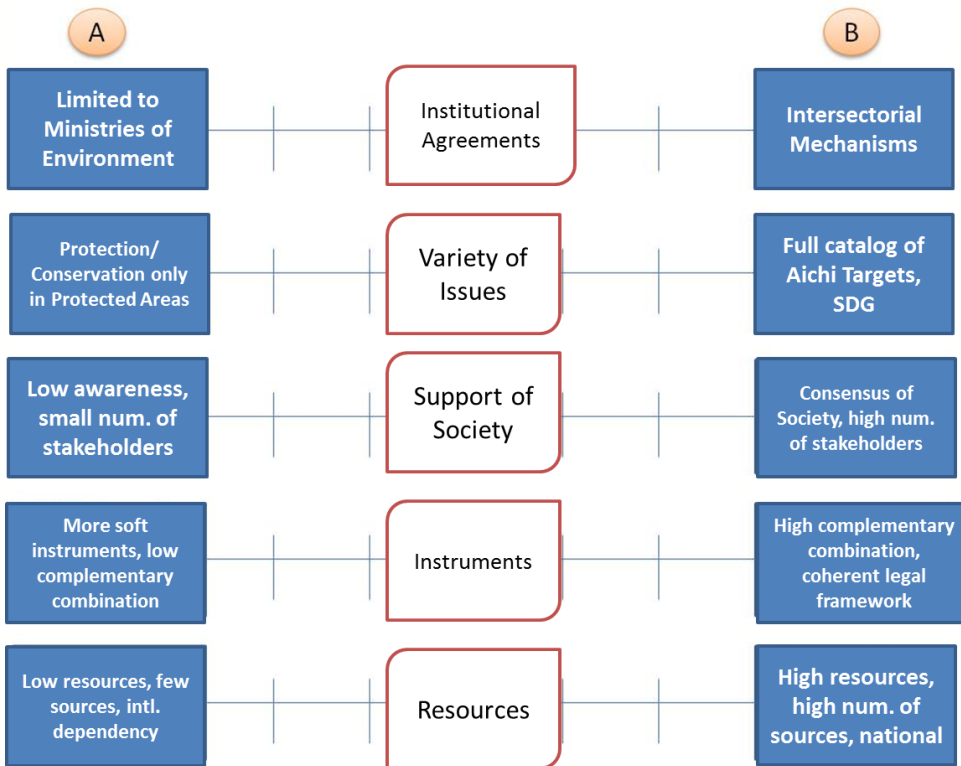 A
B
Limited to
Ministries of
Environment
Institutional
Agreements
Intersectorial
Mechanisms
Protection/
Conservation only
in Protected Areas
Variety of
Issues
Full catalog of
Aichi Targets,
SDG
Low awareness,
small num. of
stakeholders
Support of
Society
Consensus of
Society, high num.
of stakeholders
More soft
instruments, low
complementary
combination
Instruments
High complementary
combination,
coherent legal
framework
Low resources, few
sources, intl.
dependency
Resources
High resources,
high num. of
sources, national